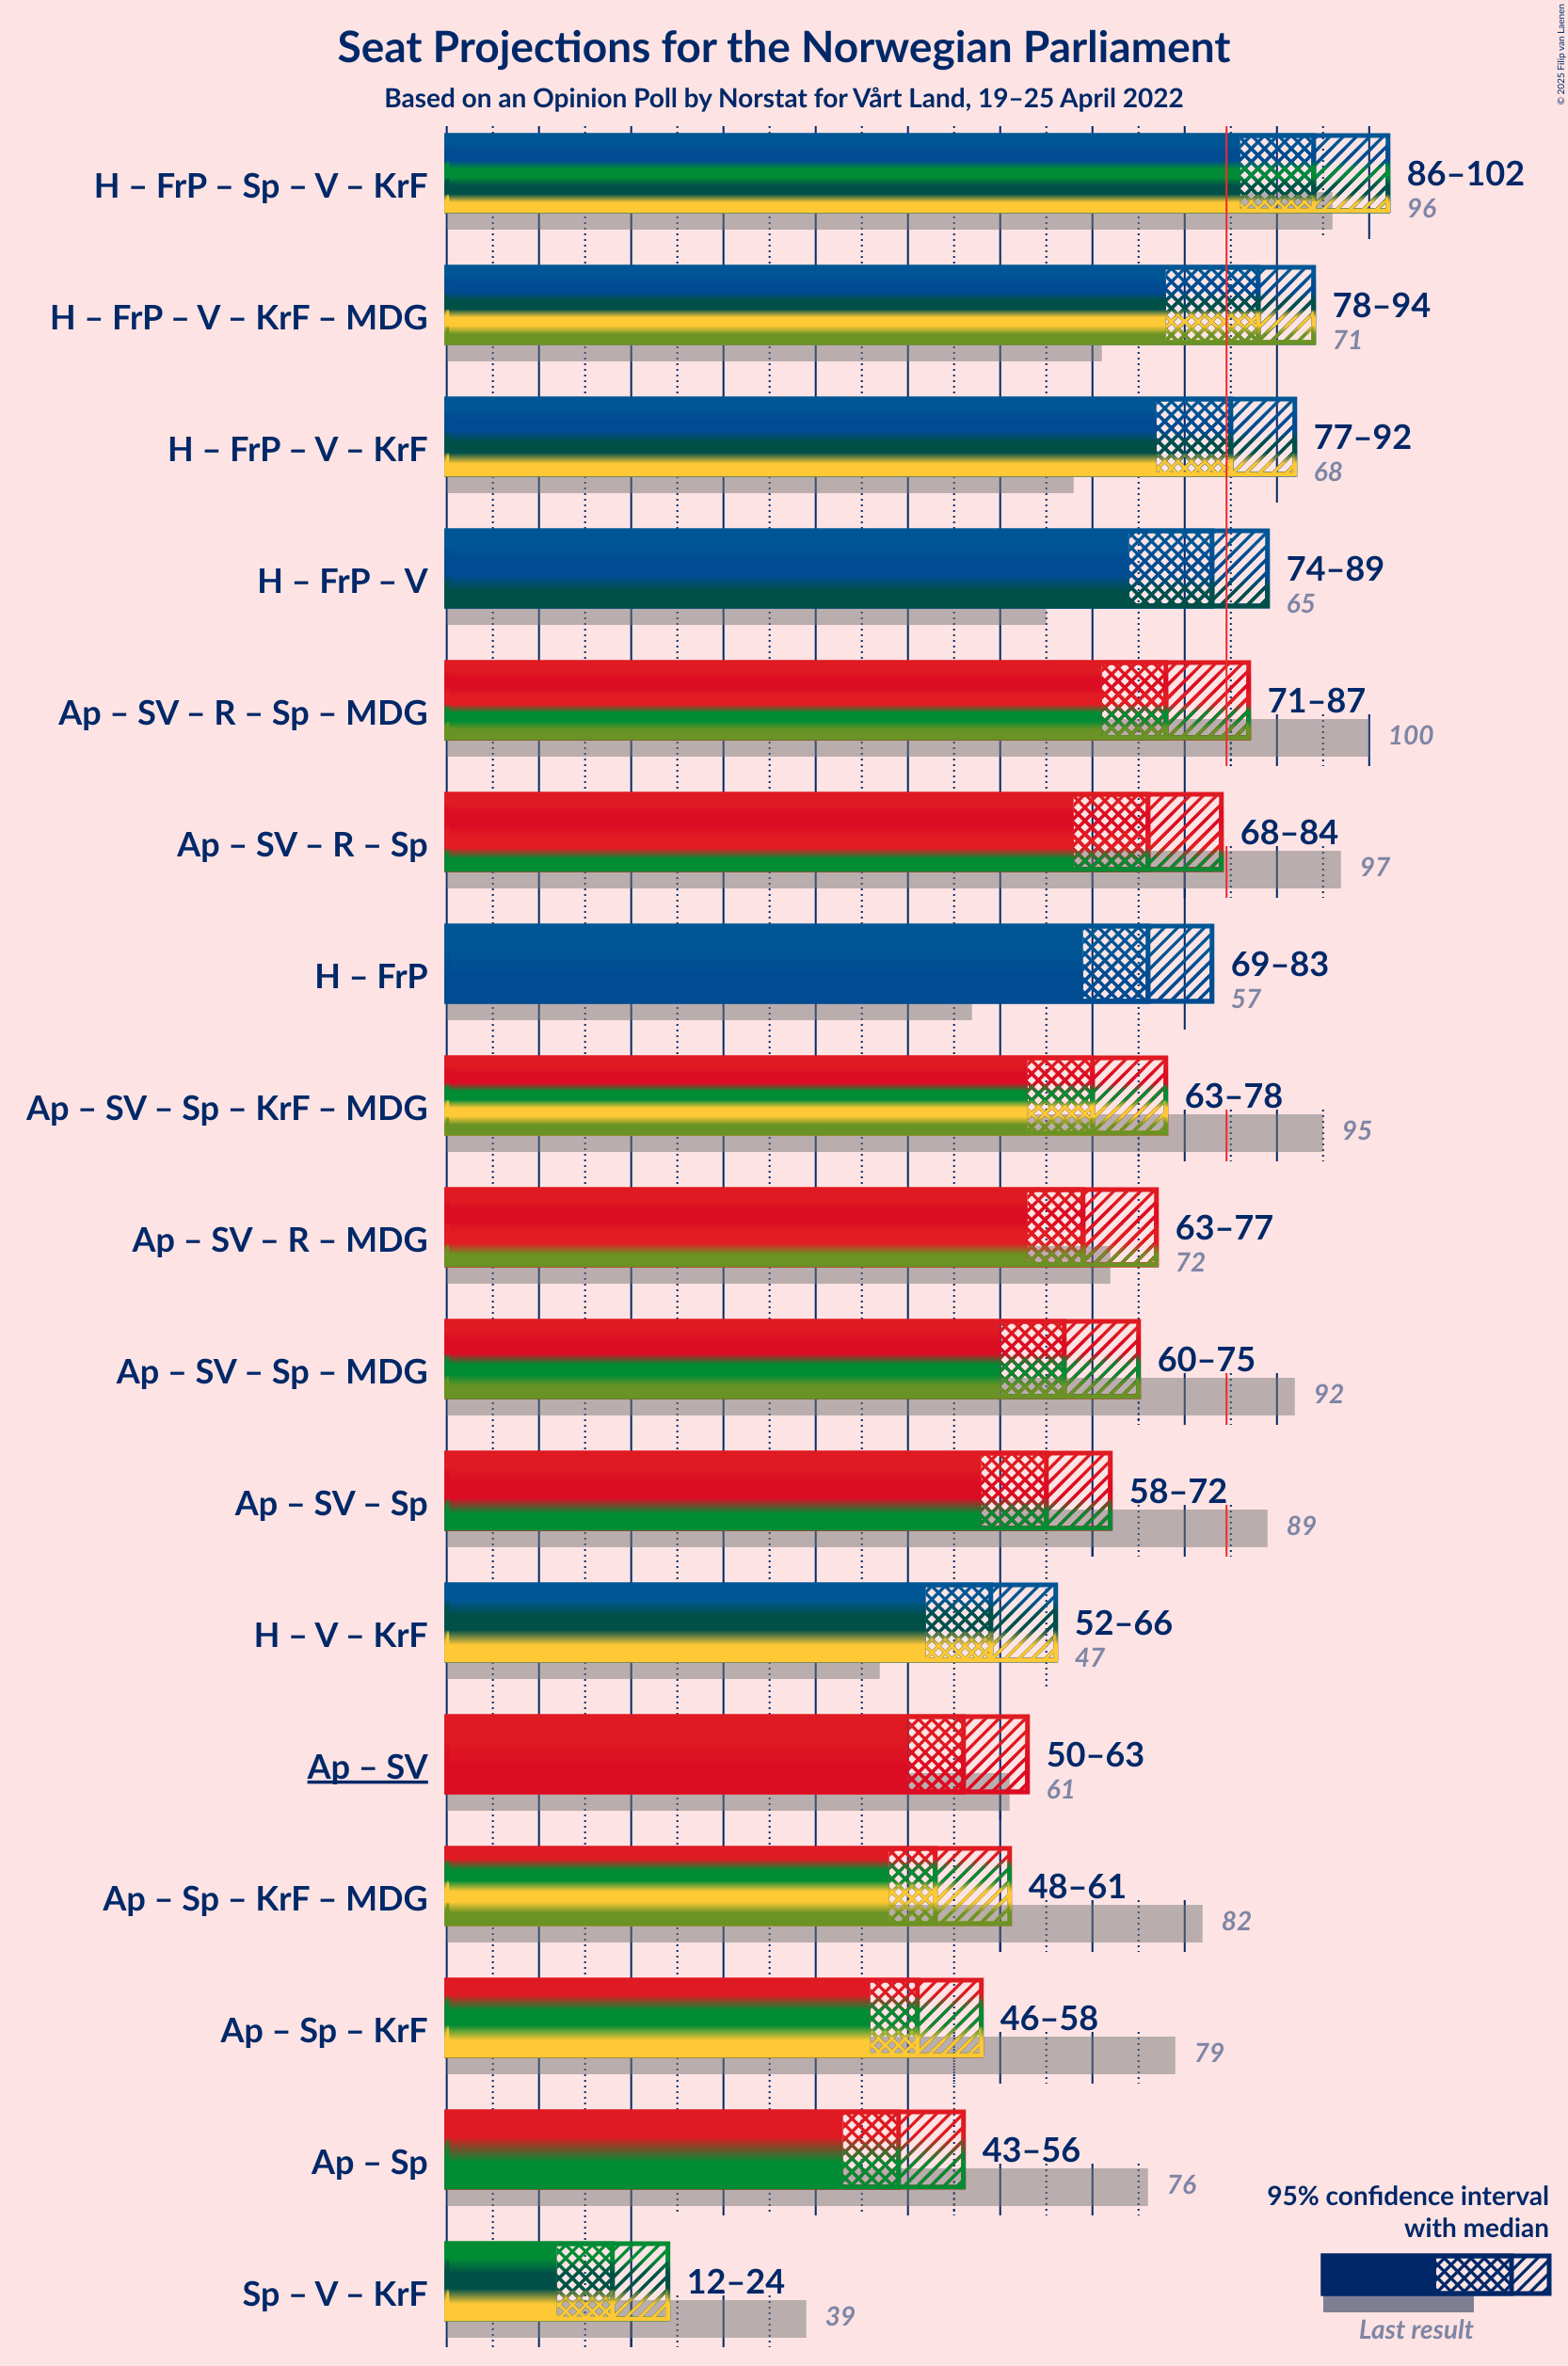 Seat Projections for the Norwegian Parliament
Based on an Opinion Poll by Norstat for Vårt Land, 19–25 April 2022
© 2025 Filip van Laenen
H – FrP – Sp – V – KrF
86–102
96
H – FrP – V – KrF – MDG
78–94
71
H – FrP – V – KrF
77–92
68
H – FrP – V
74–89
65
Ap – SV – R – Sp – MDG
71–87
100
Ap – SV – R – Sp
68–84
97
H – FrP
69–83
57
Ap – SV – Sp – KrF – MDG
63–78
95
Ap – SV – R – MDG
63–77
72
Ap – SV – Sp – MDG
60–75
92
Ap – SV – Sp
58–72
89
H – V – KrF
52–66
47
Ap – SV
50–63
61
Ap – Sp – KrF – MDG
48–61
82
Ap – Sp – KrF
46–58
79
Ap – Sp
43–56
76
Sp – V – KrF
12–24
39
95% confidence interval
with median
Last result